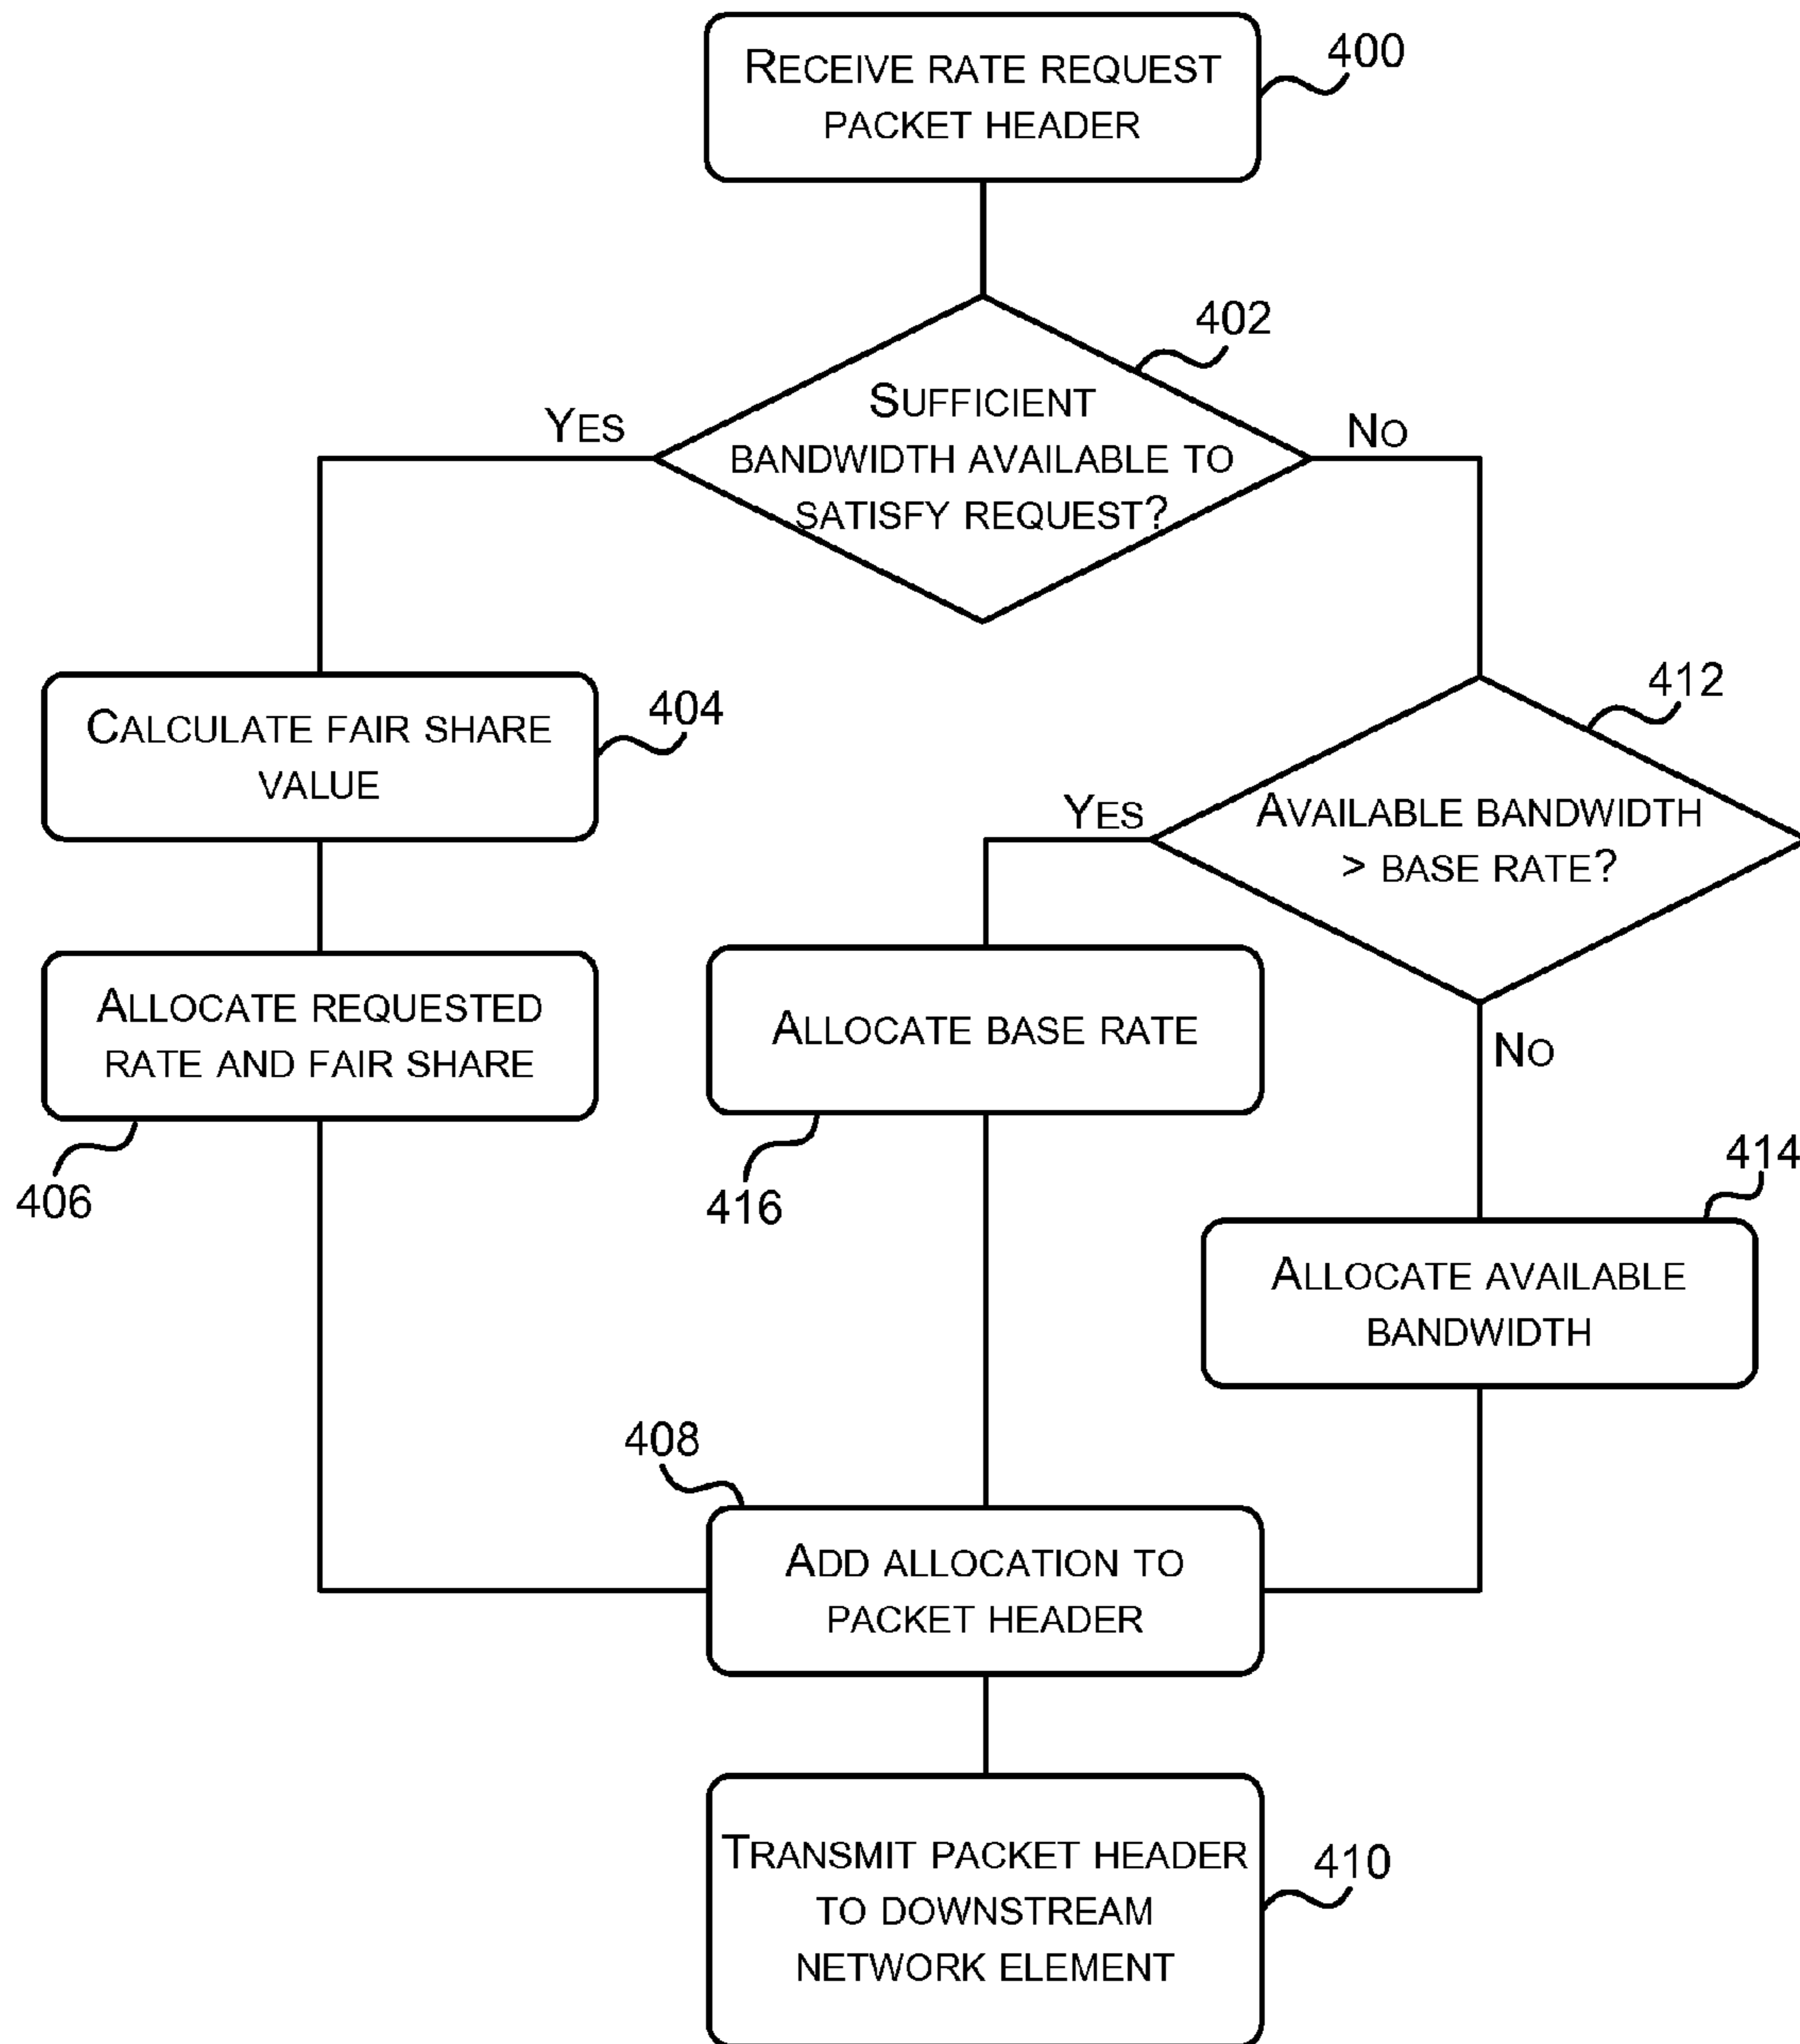 RECEIVE RATE REQUEST
PACKET HEADER
400
402
SUFFICIENT
BANDWIDTH AVAILABLE TO
SATISFY REQUEST?
YES
NO
CALCULATE FAIR SHARE
VALUE
404
412
AVAILABLE BANDWIDTH
> BASE RATE?
YES
NO
ALLOCATE REQUESTED
RATE AND FAIR SHARE
406
ALLOCATE BASE RATE
416
414
ALLOCATE AVAILABLE
BANDWIDTH
408
ADD ALLOCATION TO
PACKET HEADER
TRANSMIT PACKET HEADER
TO DOWNSTREAM
NETWORK ELEMENT
410